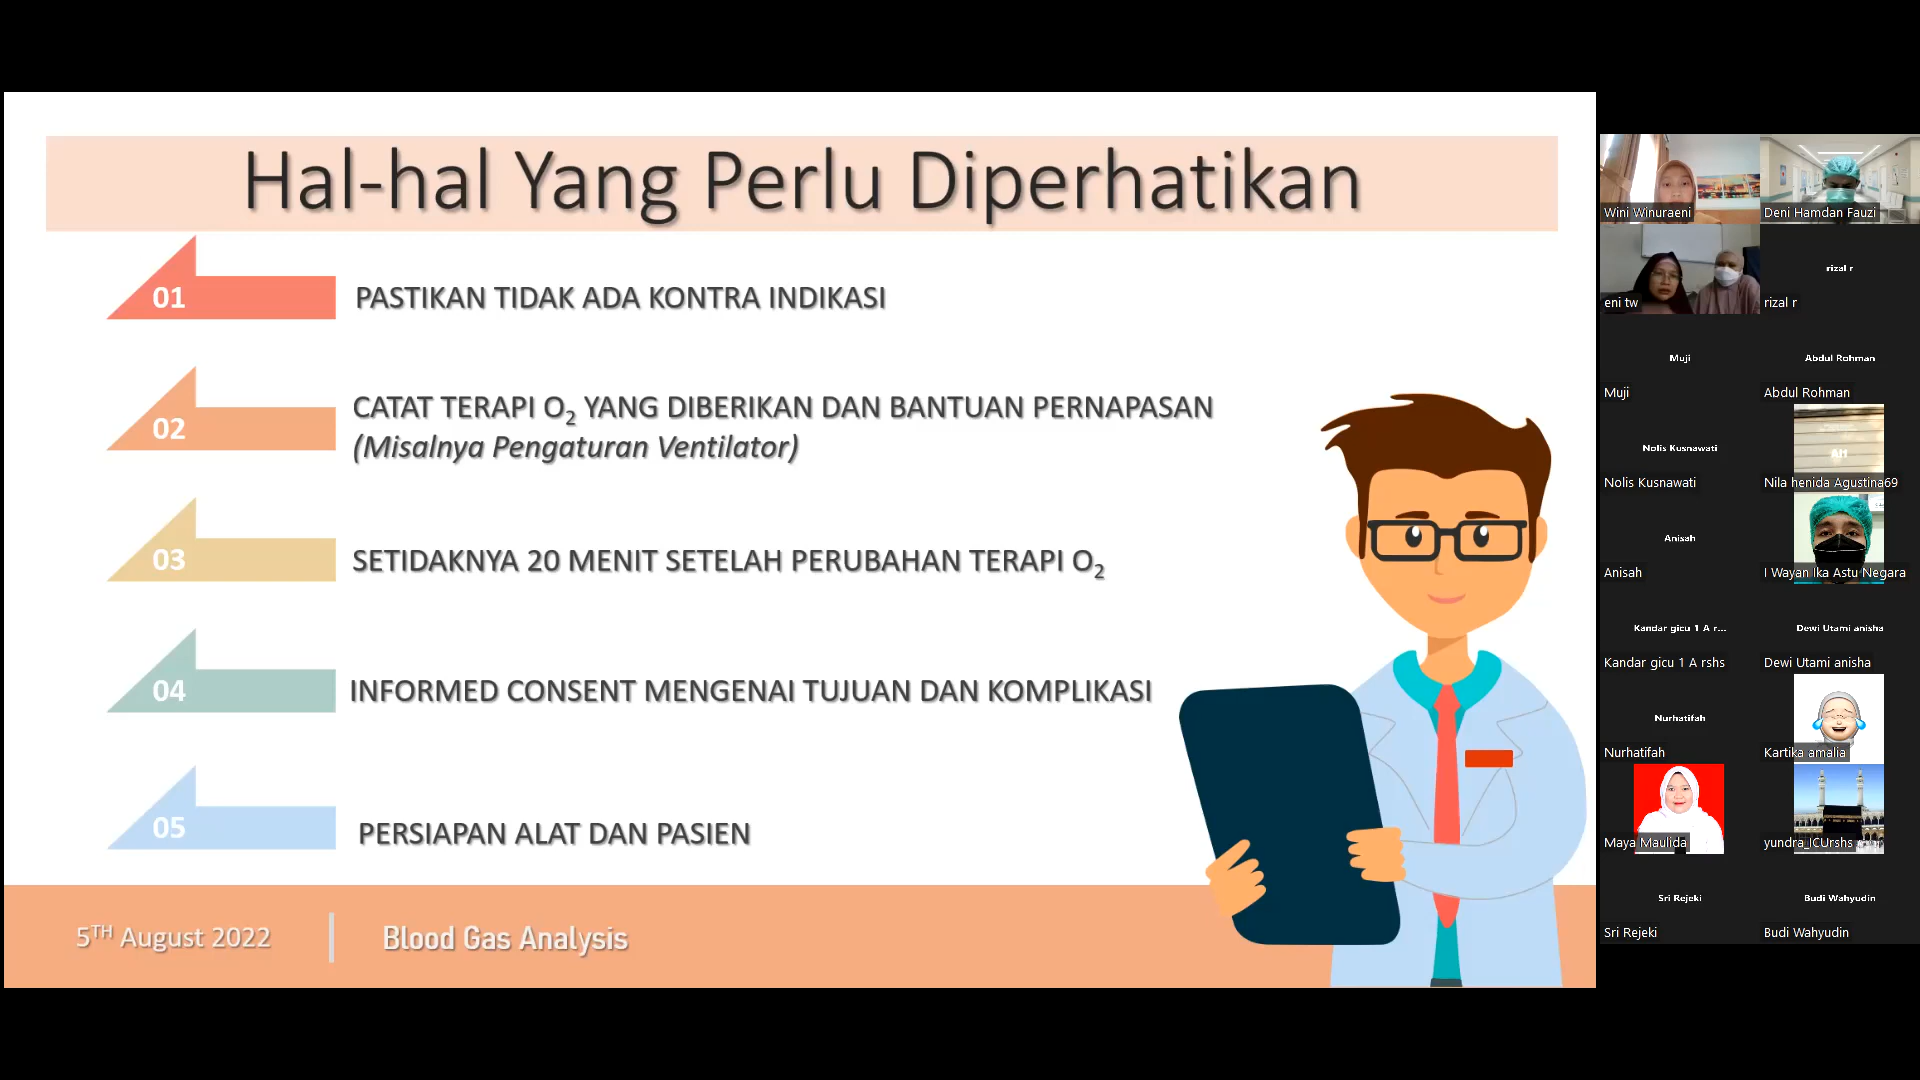 Hal-hal Yang Perlu Diperhatikan
01
PASTIKAN TIDAK ADA KONTRA INDIKASI
02
CATAT TERAPI O2 YANG DIBERIKAN DAN BANTUAN PERNAPASAN
(Misalnya Pengaturan Ventilator)
03
SETIDAKNYA 20 MENIT SETELAH PERUBAHAN TERAPI O2
04
INFORMED CONSENT MENGENAI TUJUAN DAN KOMPLIKASI
05
PERSIAPAN ALAT DAN PASIEN
5TH August 2022
Blood Gas Analysis
Wini Winuraeni
Deni Hamdan Fauzi
eni tw
rizal r
rizal r
Muji
Muji
Abdul Rohman
Abdul Rohman
Nolis Kusnawati
Nolis Kusnawati
Nila henida Agustina69
Anisah
Anisah
I Wayan Ika Astu Negara
Kandar gicu 1 A r...
Kandar gicu 1 A rshs
Dewi Utami anisha
Dewi Utami anisha
Nurhatifah
Nurhatifah
Kartika amalia
Maya Maulida
yundra_ICUrshs
Sri Rejeki
Sri Rejeki
Budi Wahyudin
Budi Wahyudin